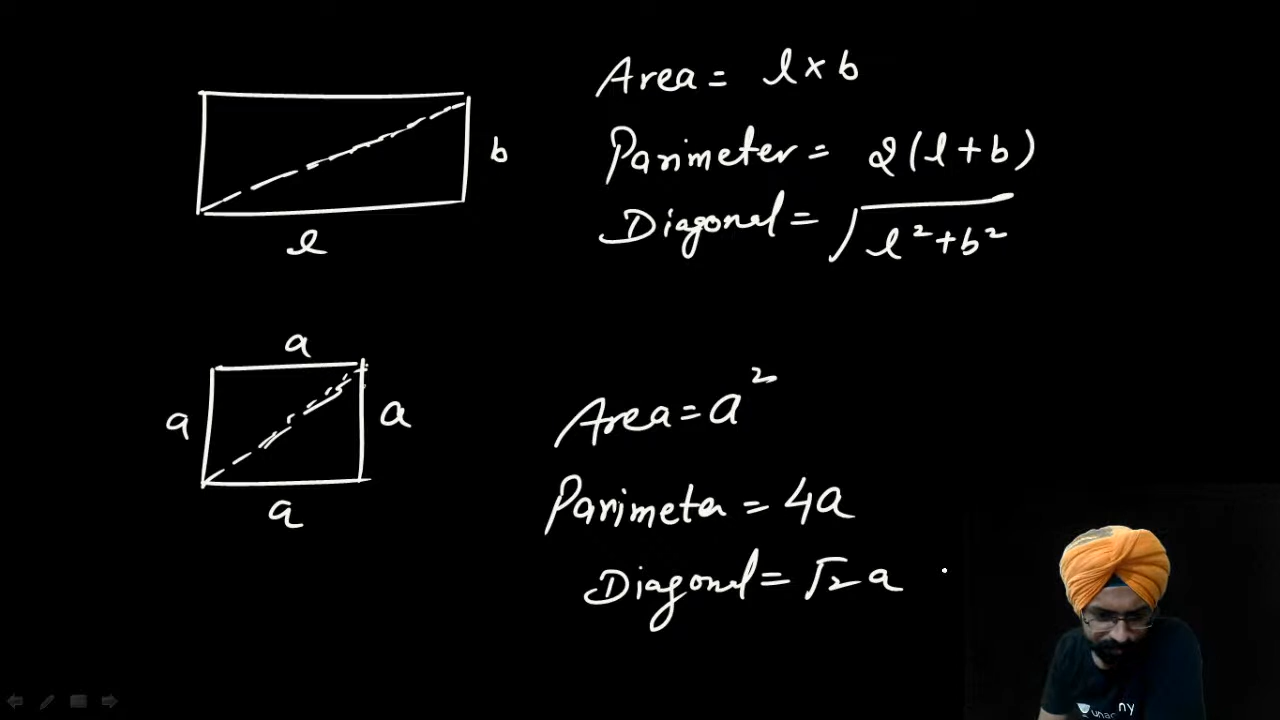 Area = l × b
b
Parimeter = 2(l + b)
Diagonal = √l² + b²
l
a
a
a
Area = a²
a
Parimeter = 4a
Diagonal = √2 a